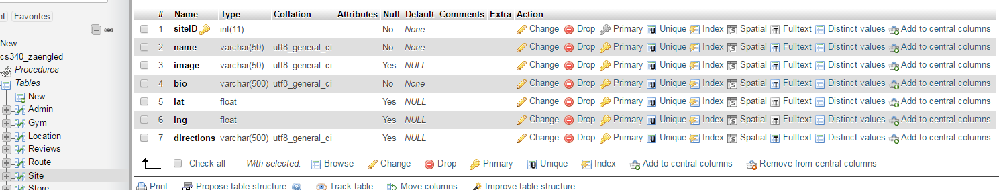 nt Favorites
New
cs340_zaengled
Procedures
Tables
New
Admin
Gym
Location
Reviews
Route
Site
Store
# Name Type Collation Attributes Null Default Comments Extra Action
1 siteID int(11) No None Change Drop Primary Unique Index Spatial Fulltext Distinct values Add to central columns
2 name varchar(50) utf8_general_ci No None Change Drop Primary Unique Index Spatial Fulltext Distinct values Add to central columns
3 image varchar(50) utf8_general_ci Yes NULL Change Drop Primary Unique Index Spatial Fulltext Distinct values Add to central columns
4 bio varchar(500) utf8_general_ci No None Change Drop Primary Unique Index Spatial Fulltext Distinct values Add to central columns
5 lat float Yes NULL Change Drop Primary Unique Index Spatial Fulltext Distinct values Add to central columns
6 lng float Yes NULL Change Drop Primary Unique Index Spatial Fulltext Distinct values Add to central columns
7 directions varchar(500) utf8_general_ci Yes NULL Change Drop Primary Unique Index Spatial Fulltext Distinct values Add to central columns
Check all With selected: Browse Change Drop Primary Unique Index Add to central columns Remove from central columns
Print Propose table structure Track table Move columns Improve table structure